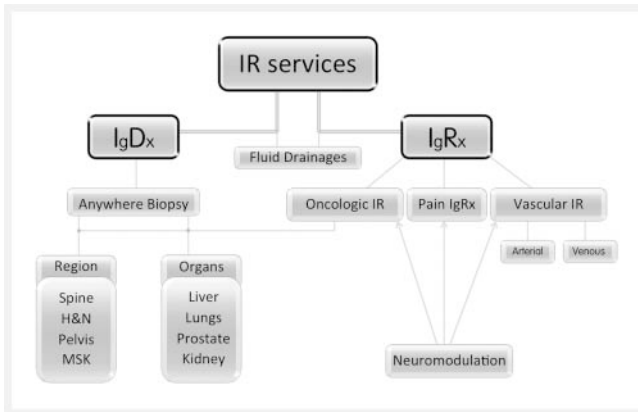 IR services
IgDx
IgRx
Fluid Drainages
Anywhere Biopsy
Oncologic IR
Pain IgRx
Vascular IR
Arterial
Venous
Region
Organs
Spine
H&N
Pelvis
MSK
Liver
Lungs
Prostate
Kidney
Neuromodulation